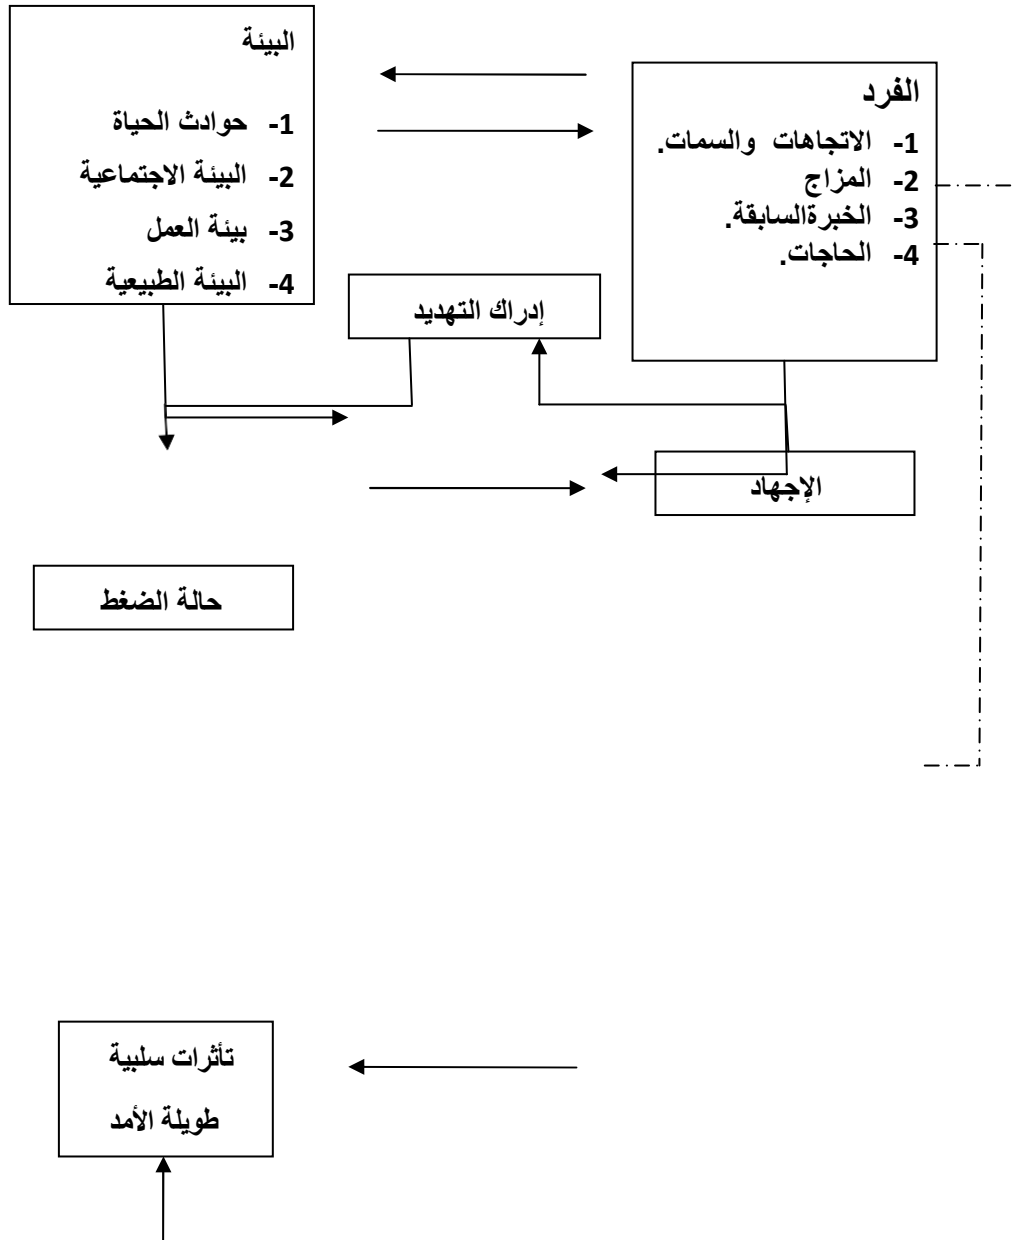 البيئة
1- حوادث الحياة
2- البيئة الاجتماعية
3- بيئة العمل
4- البيئة الطبيعية
الفرد
1- الاتجاهات والسمات.
2- المزاج
3- الخبرةالسابقة.
4- الحاجات.
إدراك التهديد
الإجهاد
حالة الضغط
تأثرات سلبية
طويلة الأمد